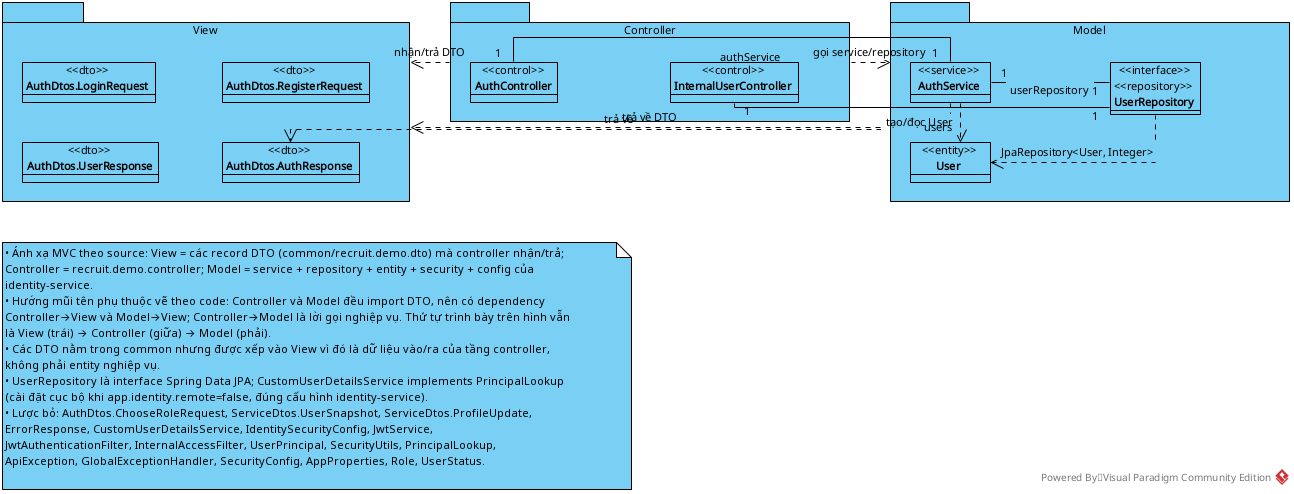 View
Controller
Model
nhận/trả DTO
1
authService
gọi service/repository
1
<<dto>>
AuthDtos.LoginRequest
<<dto>>
AuthDtos.RegisterRequest
<<control>>
AuthController
<<control>>
InternalUserController
<<service>>
AuthService
1
userRepository
1
<<interface>>
<<repository>>
UserRepository
1
users
1
trả về
trả về DTO
tạo/đọc User
<<dto>>
AuthDtos.UserResponse
<<dto>>
AuthDtos.AuthResponse
<<entity>>
User
JpaRepository<User, Integer>
• Ánh xạ MVC theo source: View = các record DTO (common/recruit.demo.dto) mà controller nhận/trả;
Controller = recruit.demo.controller; Model = service + repository + entity + security + config của
identity-service.
• Hướng mũi tên phụ thuộc vẽ theo code: Controller và Model đều import DTO, nên có dependency
Controller→View và Model→View; Controller→Model là lời gọi nghiệp vụ. Thứ tự trình bày trên hình vẫn
là View (trái) → Controller (giữa) → Model (phải).
• Các DTO nằm trong common nhưng được xếp vào View vì đó là dữ liệu vào/ra của tầng controller,
không phải entity nghiệp vụ.
• UserRepository là interface Spring Data JPA; CustomUserDetailsService implements PrincipalLookup
(cài đặt cục bộ khi app.identity.remote=false, đúng cấu hình identity-service).
• Lược bỏ: AuthDtos.ChooseRoleRequest, ServiceDtos.UserSnapshot, ServiceDtos.ProfileUpdate,
ErrorResponse, CustomUserDetailsService, IdentitySecurityConfig, JwtService,
JwtAuthenticationFilter, InternalAccessFilter, UserPrincipal, SecurityUtils, PrincipalLookup,
ApiException, GlobalExceptionHandler, SecurityConfig, AppProperties, Role, UserStatus.
Powered By Visual Paradigm Community Edition